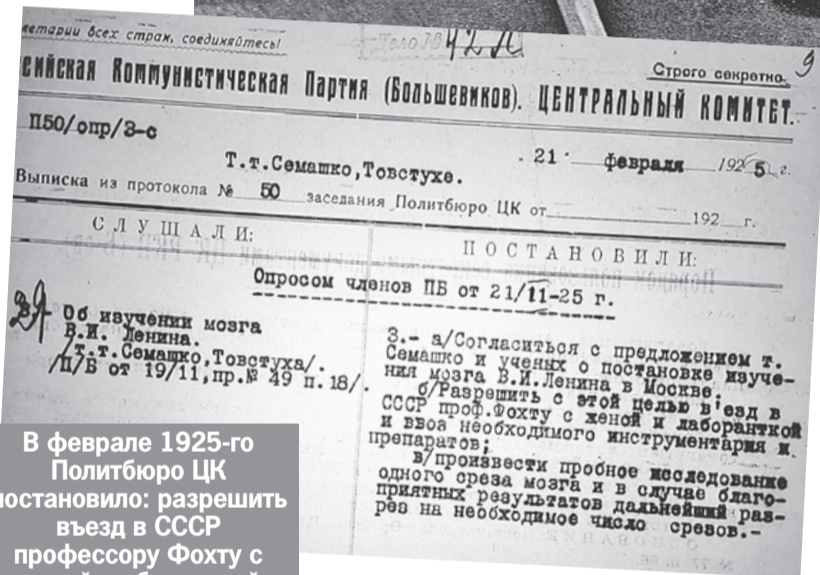 етарии всех стран, соединяйтесь!
Дело № 42 Л
Строго секретно. 9
сийская Коммунистическая Партия (Большевиков). ЦЕНТРАЛЬНЫЙ КОМИТЕТ.
П50/опр/3-с
21 февраля 1925 г.
Т.т.Семашко,Товстухе.
Выписка из протокола № 50 заседания Политбюро ЦК от 192 г.
СЛУШАЛИ:
ПОСТАНОВИЛИ:
Опросом членов ПБ от 21/11-25 г.
Об изучении мозга
В.И. Ленина.
/т.т.Семашко,Товстуха/.
/П/Б от 19/11,пр.№ 49 п.18/.
3.- а/Согласиться с предложением т.
Семашко и ученых о постановке изуче-
ния мозга В.И.Ленина в Москве;
б/Разрешить с этой целью в'езд в
СССР проф.Фохту с женой и лаборанткой
и ввоз необходимого инструментария и
препаратов;
в/произвести пробное исследование
одного среза мозга и в случае благо-
приятных результатов дальнейший раз-
рез на необходимое число срезов.-
В феврале 1925-го
Политбюро ЦК
постановило: разрешить
въезд в СССР
профессору Фохту с